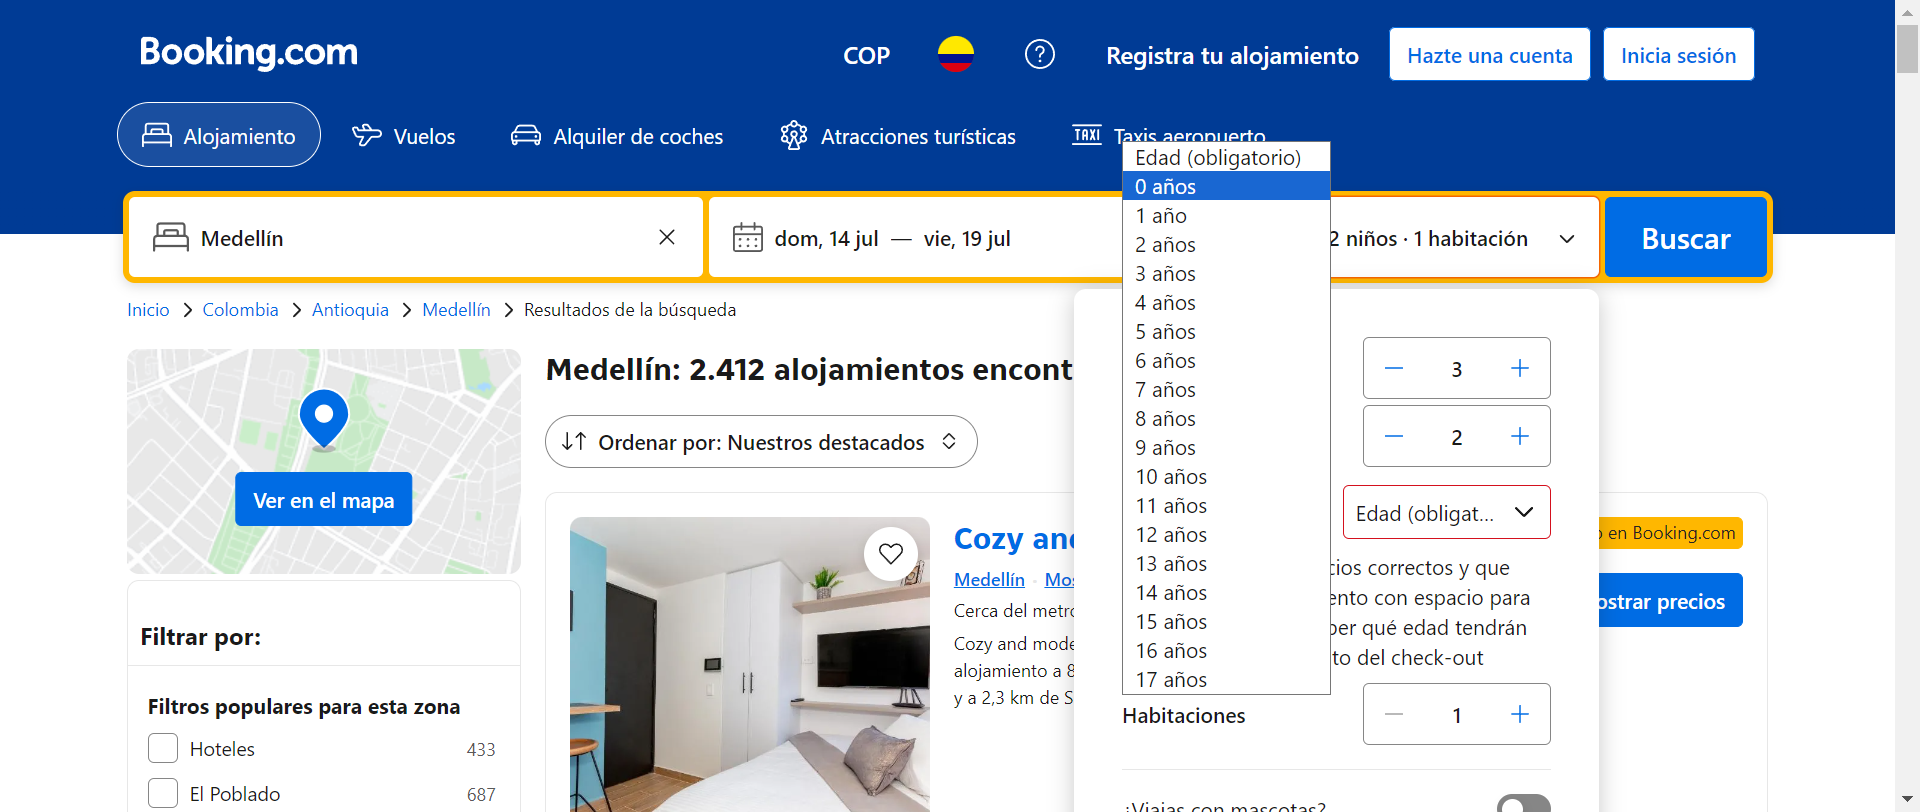 Booking.com
COP
Registra tu alojamiento
Hazte una cuenta
Inicia sesión
Alojamiento
Vuelos
Alquiler de coches
Atracciones turísticas
TAXI
Taxis aeropuerto
Medellín
dom, 14 jul — vie, 19 jul
2 niños · 1 habitación
Buscar
Edad (obligatorio)
0 años
1 año
2 años
3 años
4 años
5 años
6 años
7 años
8 años
9 años
10 años
11 años
12 años
13 años
14 años
15 años
16 años
17 años
Inicio > Colombia > Antioquia > Medellín > Resultados de la búsqueda
Ver en el mapa
Filtrar por:
Filtros populares para esta zona
Hoteles 433
El Poblado 687
Medellín: 2.412 alojamientos encont
Ordenar por: Nuestros destacados
Cozy
Medellín
Cerca del metro
Cozy and mode
alojamiento a 8
y a 2,3 km de S
3
2
Edad (obligat...
cios correctos y que
ento con espacio para
ber qué edad tendrán
to del check-out
Habitaciones 1
¿Viajas con mascotas?
en Booking.com
ostrar precios